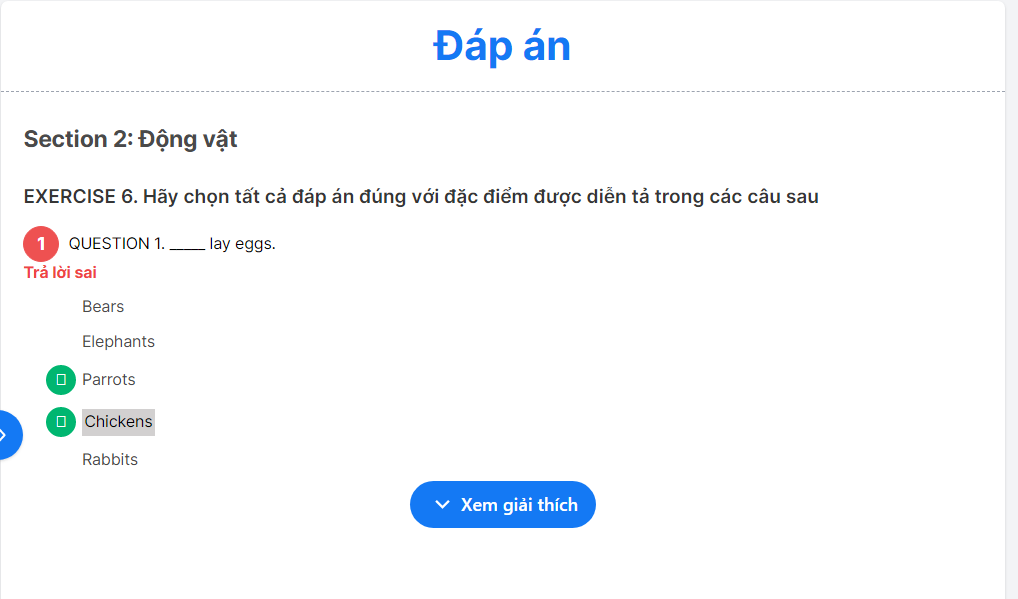 Đáp án
Section 2: Động vật
EXERCISE 6. Hãy chọn tất cả đáp án đúng với đặc điểm được diễn tả trong các câu sau
1 QUESTION 1. _____ lay eggs.
Trả lời sai
Bears
Elephants
Parrots
Chickens
Rabbits
Xem giải thích